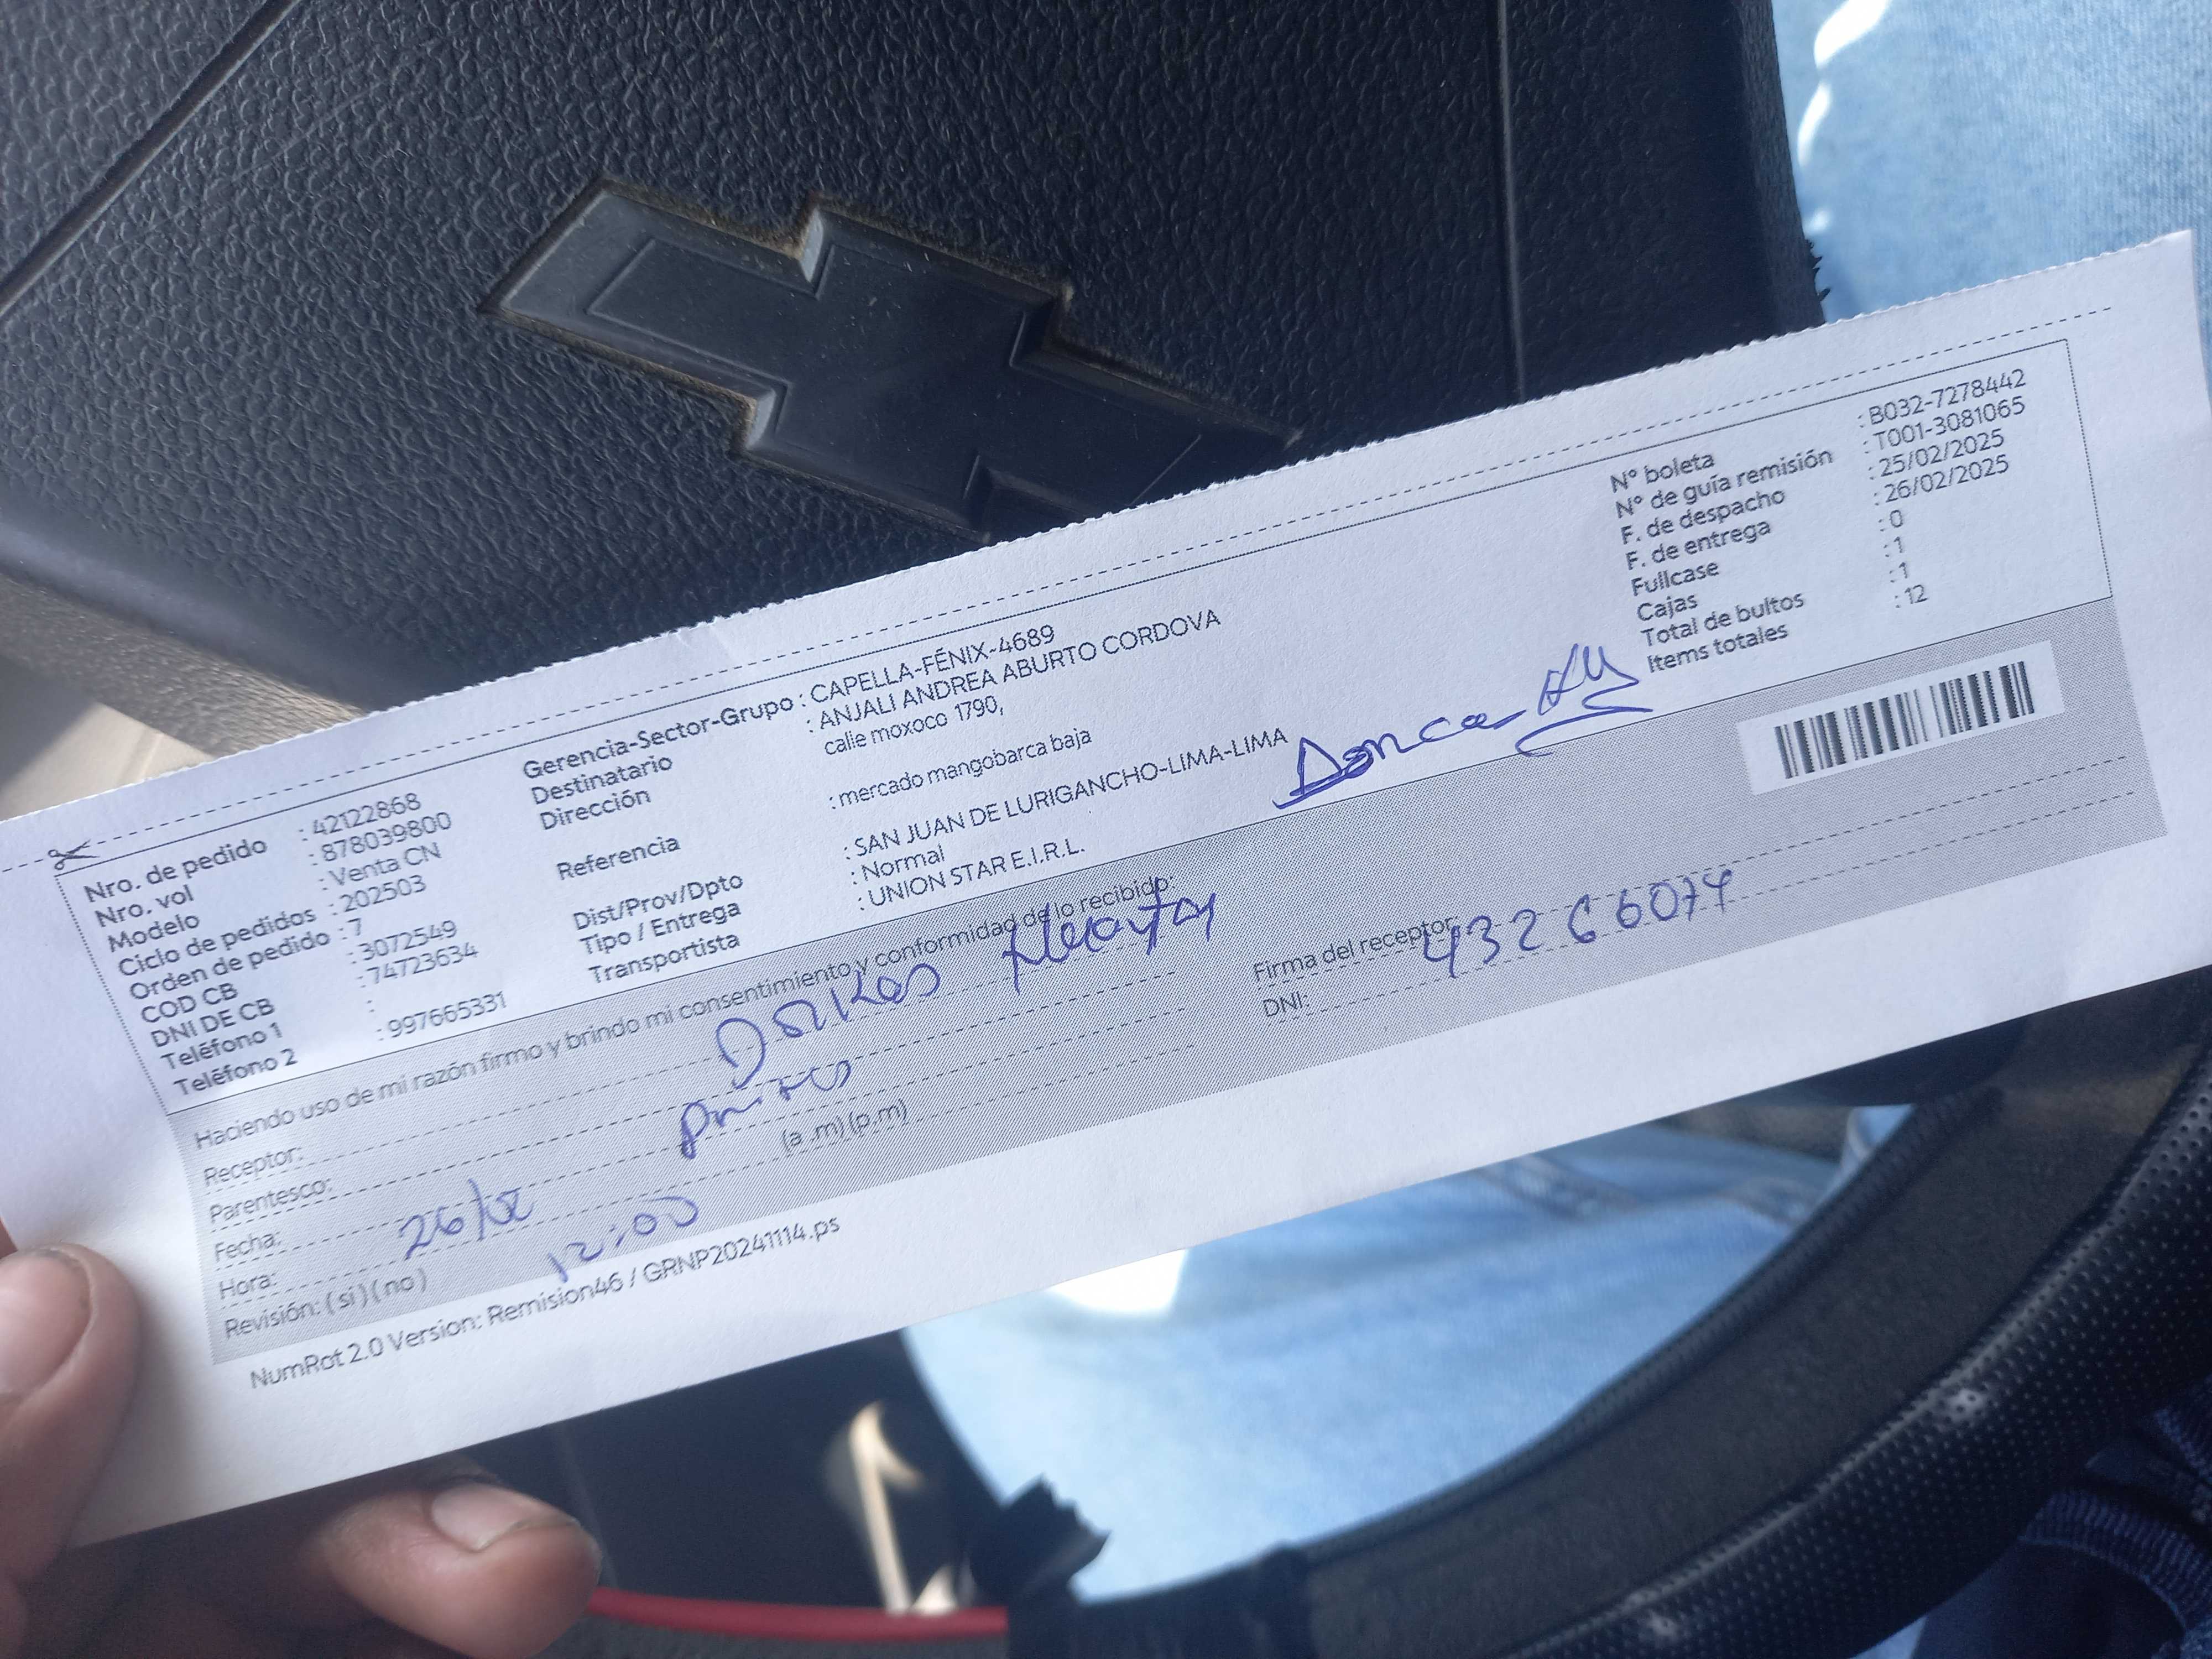 Nro. de pedido : 42122868
Nro. vol : 878039800
Modelo : Venta CN
Ciclo de pedidos : 202503
Orden de pedido : 7
COD CB : 3072549
DNI DE CB : 74723634
Teléfono 1 :
Teléfono 2 : 997665331
Gerencia-Sector-Grupo : CAPELLA-FÉNIX-4689
Destinatario : ANJALI ANDREA ABURTO CORDOVA
Dirección calle moxoco 1790,
Referencia : mercado mangobarca baja
Dist/Prov/Dpto : SAN JUAN DE LURIGANCHO-LIMA-LIMA
Tipo / Entrega : Normal
Transportista : UNION STAR E.I.R.L.
N° boleta : B032-7278442
N° de guía remisión : T001-3081065
F. de despacho : 25/02/2025
F. de entrega : 26/02/2025
Fullcase : 0
Cajas : 1
Total de bultos : 1
Items totales : 12
Haciendo uso de mi razón firmo y brindo mi consentimiento y conformidad de lo recibido:
Receptor:
Parentesco:
Fecha: 26/02
Hora: 12:00 (a .m) (p.m)
Revisión: ( si ) ( no )
Firma del receptor:
DNI: 43266074
NumRot 2.0 Version: Remision46 / GRNP20241114.ps